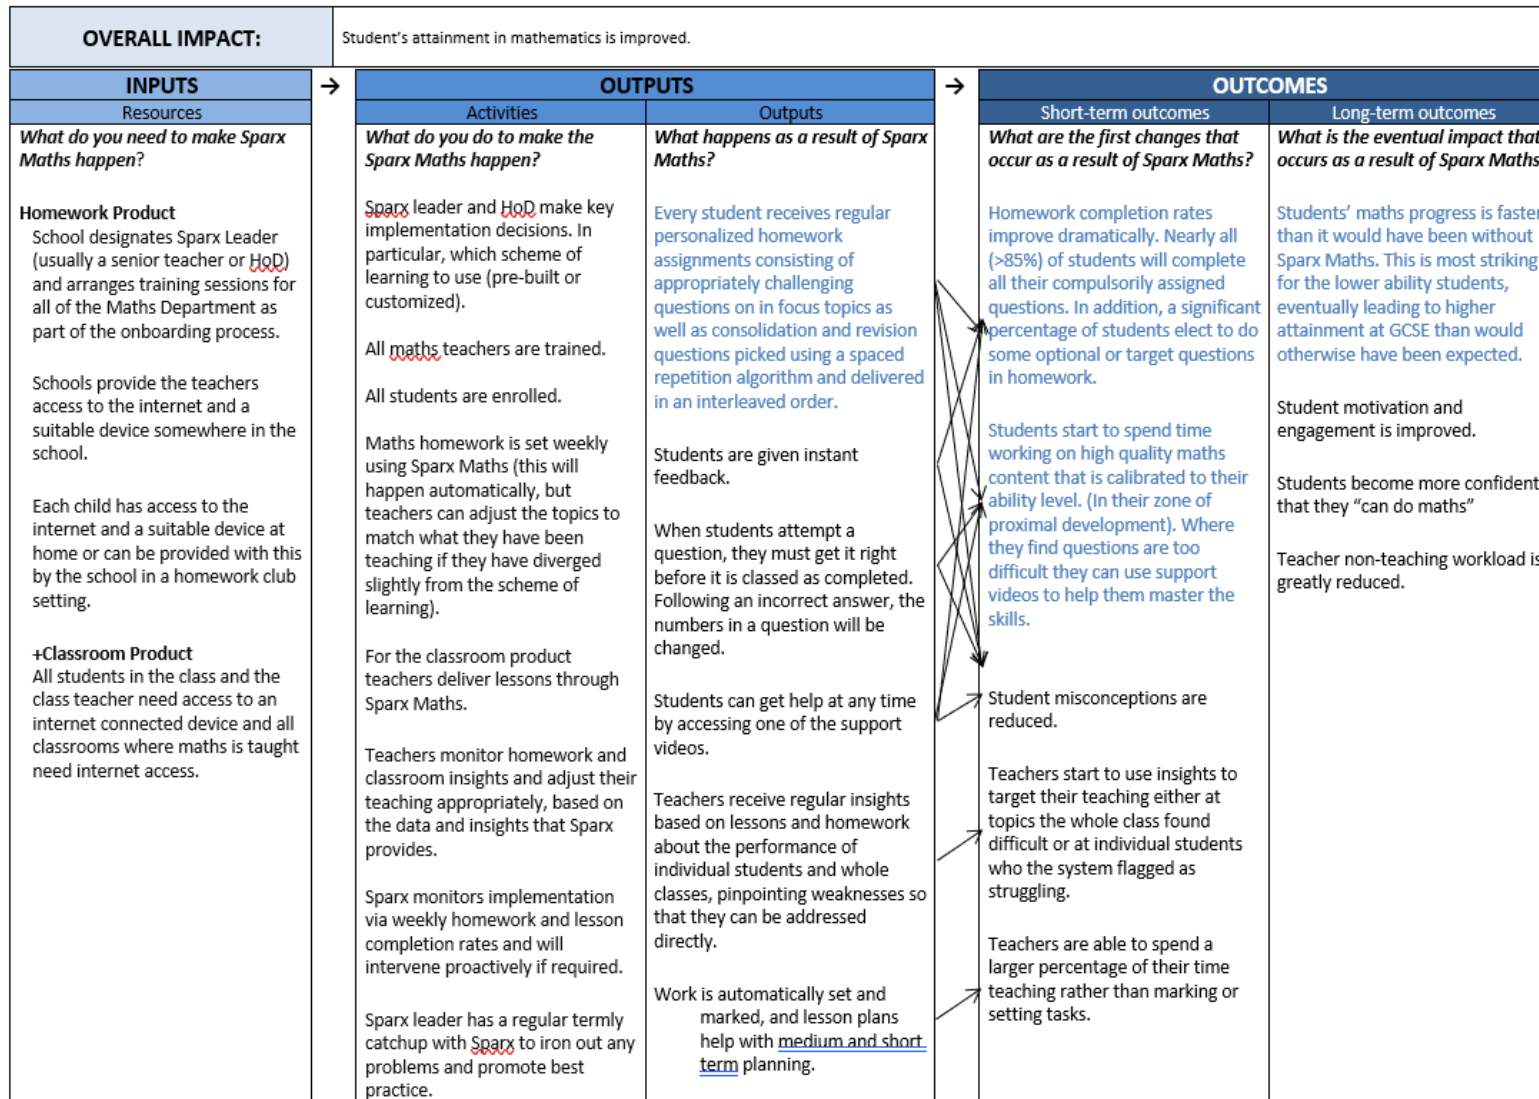 OVERALL IMPACT:
Student's attainment in mathematics is improved.
INPUTS
→
OUTPUTS
→
OUTCOMES
Resources
Activities
Outputs
Short-term outcomes
Long-term outcomes
What do you need to make Sparx
Maths happen?
Homework Product
School designates Sparx Leader
(usually a senior teacher or HoD)
and arranges training sessions for
all of the Maths Department as
part of the onboarding process.
Schools provide the teachers
access to the internet and a
suitable device somewhere in the
school.
Each child has access to the
internet and a suitable device at
home or can be provided with this
by the school in a homework club
setting.
+Classroom Product
All students in the class and the
class teacher need access to an
internet connected device and all
classrooms where maths is taught
need internet access.
What do you do to make the
Sparx Maths happen?
Sparx leader and HoD make key
implementation decisions. In
particular, which scheme of
learning to use (pre-built or
customized).
All maths teachers are trained.
All students are enrolled.
Maths homework is set weekly
using Sparx Maths (this will
happen automatically, but
teachers can adjust the topics to
match what they have been
teaching if they have diverged
slightly from the scheme of
learning).
For the classroom product
teachers deliver lessons through
Sparx Maths.
Teachers monitor homework and
classroom insights and adjust their
teaching appropriately, based on
the data and insights that Sparx
provides.
Sparx monitors implementation
via weekly homework and lesson
completion rates and will
intervene proactively if required.
Sparx leader has a regular termly
catchup with Sparx to iron out any
problems and promote best
practice.
What happens as a result of Sparx
Maths?
Every student receives regular
personalized homework
assignments consisting of
appropriately challenging
questions on in focus topics as
well as consolidation and revision
questions picked using a spaced
repetition algorithm and delivered
in an interleaved order.
Students are given instant
feedback.
When students attempt a
question, they must get it right
before it is classed as completed.
Following an incorrect answer, the
numbers in a question will be
changed.
Students can get help at any time
by accessing one of the support
videos.
Teachers receive regular insights
based on lessons and homework
about the performance of
individual students and whole
classes, pinpointing weaknesses so
that they can be addressed
directly.
Work is automatically set and
marked, and lesson plans
help with medium and short
term planning.
What are the first changes that
occur as a result of Sparx Maths?
Homework completion rates
improve dramatically. Nearly all
(>85%) of students will complete
all their compulsorily assigned
questions. In addition, a significant
percentage of students elect to do
some optional or target questions
in homework.
Students start to spend time
working on high quality maths
content that is calibrated to their
ability level. (In their zone of
proximal development). Where
they find questions are too
difficult they can use support
videos to help them master the
skills.
Student misconceptions are
reduced.
Teachers start to use insights to
target their teaching either at
topics the whole class found
difficult or at individual students
who the system flagged as
struggling.
Teachers are able to spend a
larger percentage of their time
teaching rather than marking or
setting tasks.
What is the eventual impact that
occurs as a result of Sparx Maths
Students' maths progress is faster
than it would have been without
Sparx Maths. This is most striking
for the lower ability students,
eventually leading to higher
attainment at GCSE than would
otherwise have been expected.
Student motivation and
engagement is improved.
Students become more confident
that they "can do maths"
Teacher non-teaching workload is
greatly reduced.